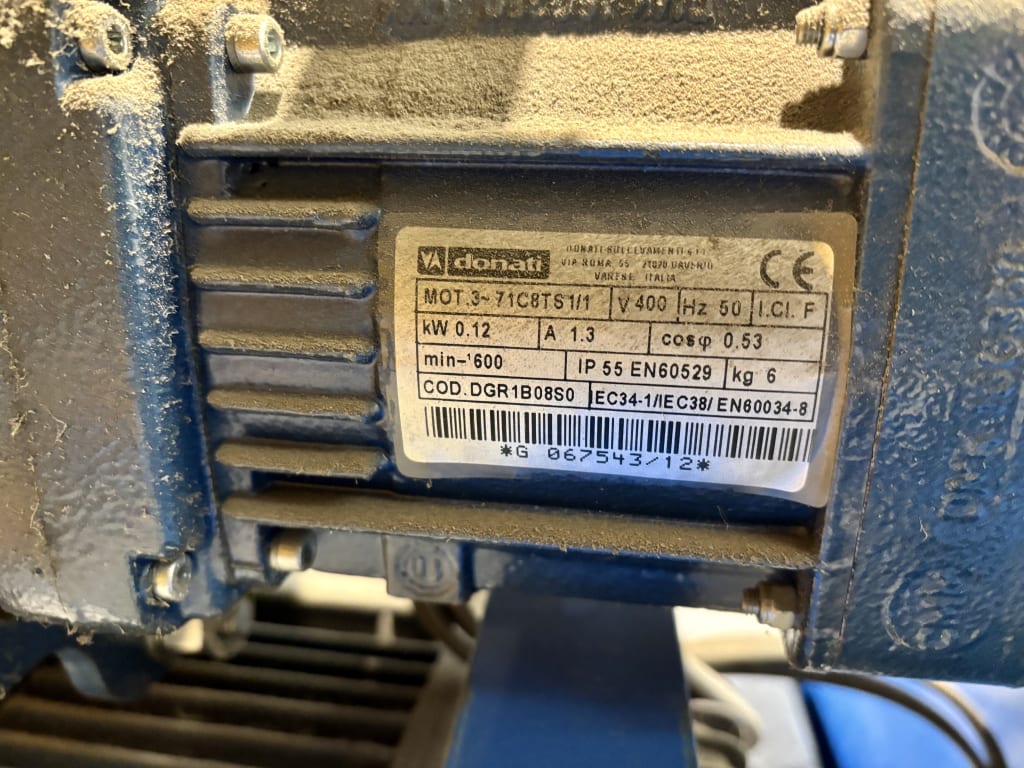 donati
DONATI SOLLEVAMENTI S.r.l.
VIA ROMA 55 21020 DAVERIO
VARESE ITALIA
CE
MOT.3~ 71C8TS1/1 V 400 Hz 50 I.Cl. F
kW 0.12 A 1.3 cosφ 0.53
min-¹600 IP 55 EN60529 kg 6
COD. DGR1B08S0 IEC34-1/IEC38/EN60034-8
*G 067543/12*
10